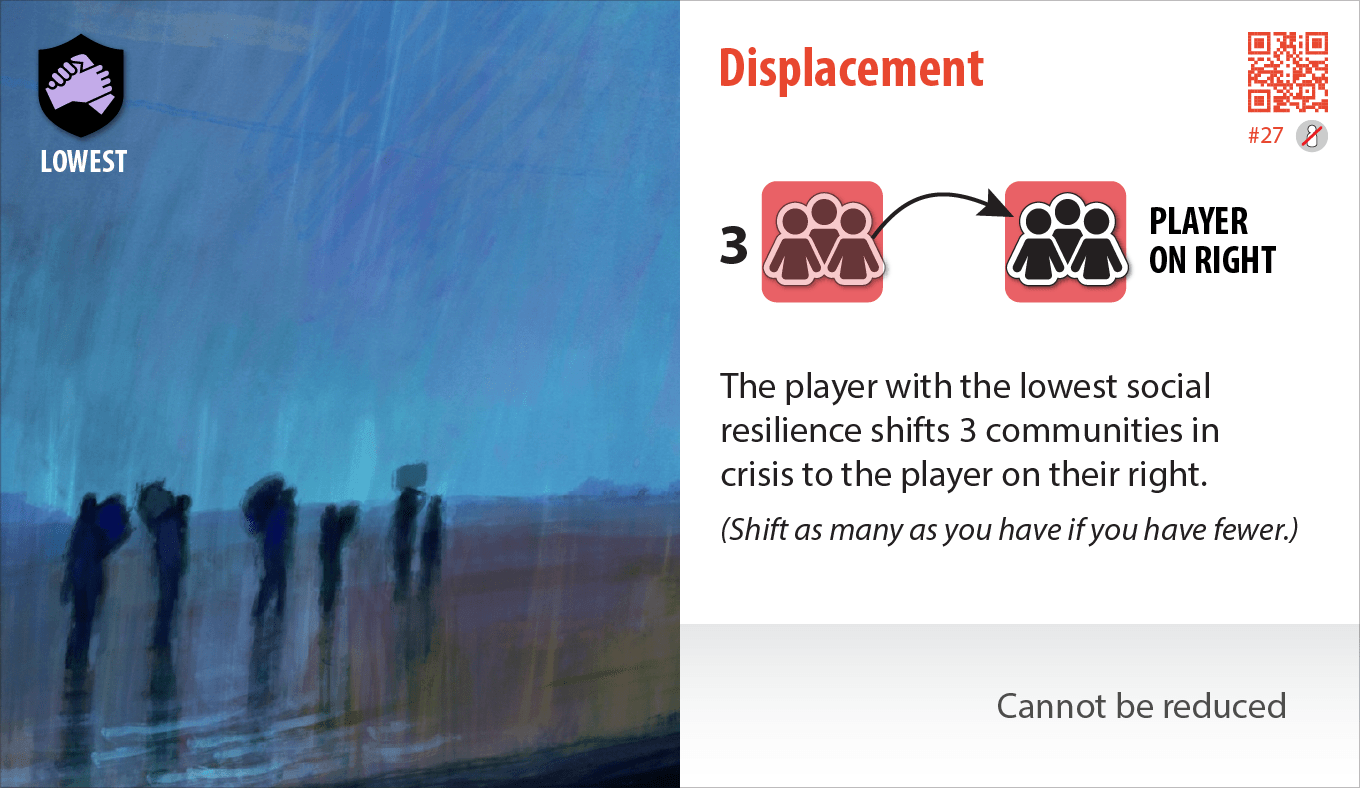 LOWEST
Displacement
#27
3
PLAYER
ON RIGHT
The player with the lowest social
resilience shifts 3 communities in
crisis to the player on their right.
(Shift as many as you have if you have fewer.)
Cannot be reduced